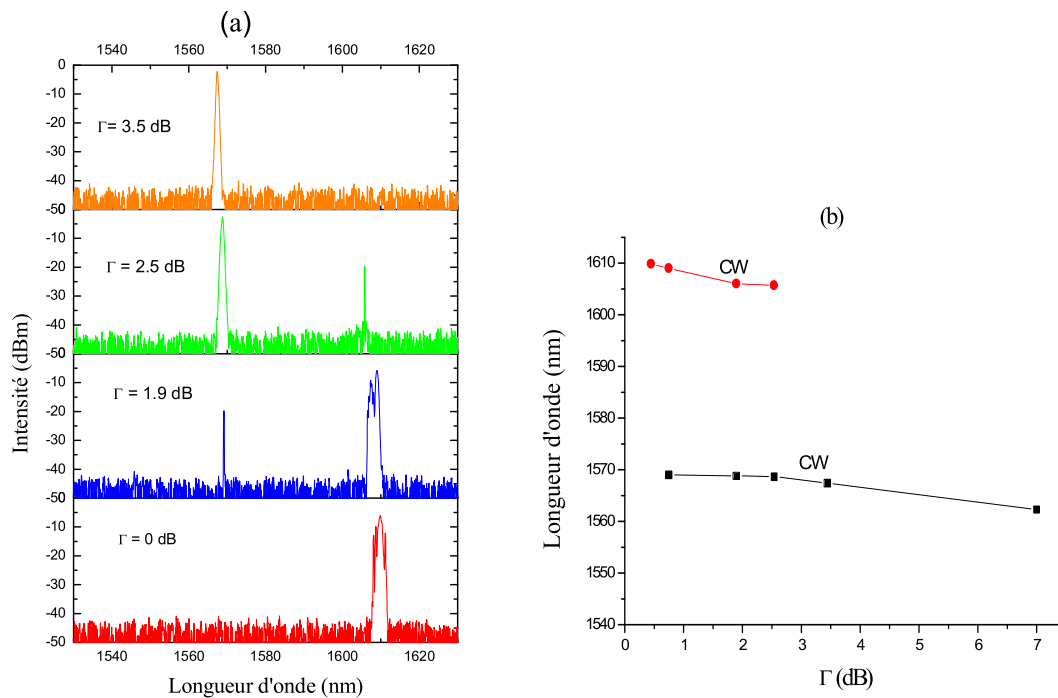 (a)
1540 1560 1580 1600 1620
0
-10
-20
-30
-40
-50
Γ= 3.5 dB
0
-10
-20
-30
-40
-50
Γ = 2.5 dB
0
-10
-20
-30
-40
-50
Γ = 1.9 dB
0
-10
-20
-30
-40
-50
Γ = 0 dB
1540 1560 1580 1600 1620
Intensité (dBm)
Longueur d'onde (nm)
(b)
1610
1600
1590
1580
1570
1560
1550
1540
CW
CW
0 1 2 3 4 5 6 7
Longueur d'onde (nm)
Γ (dB)